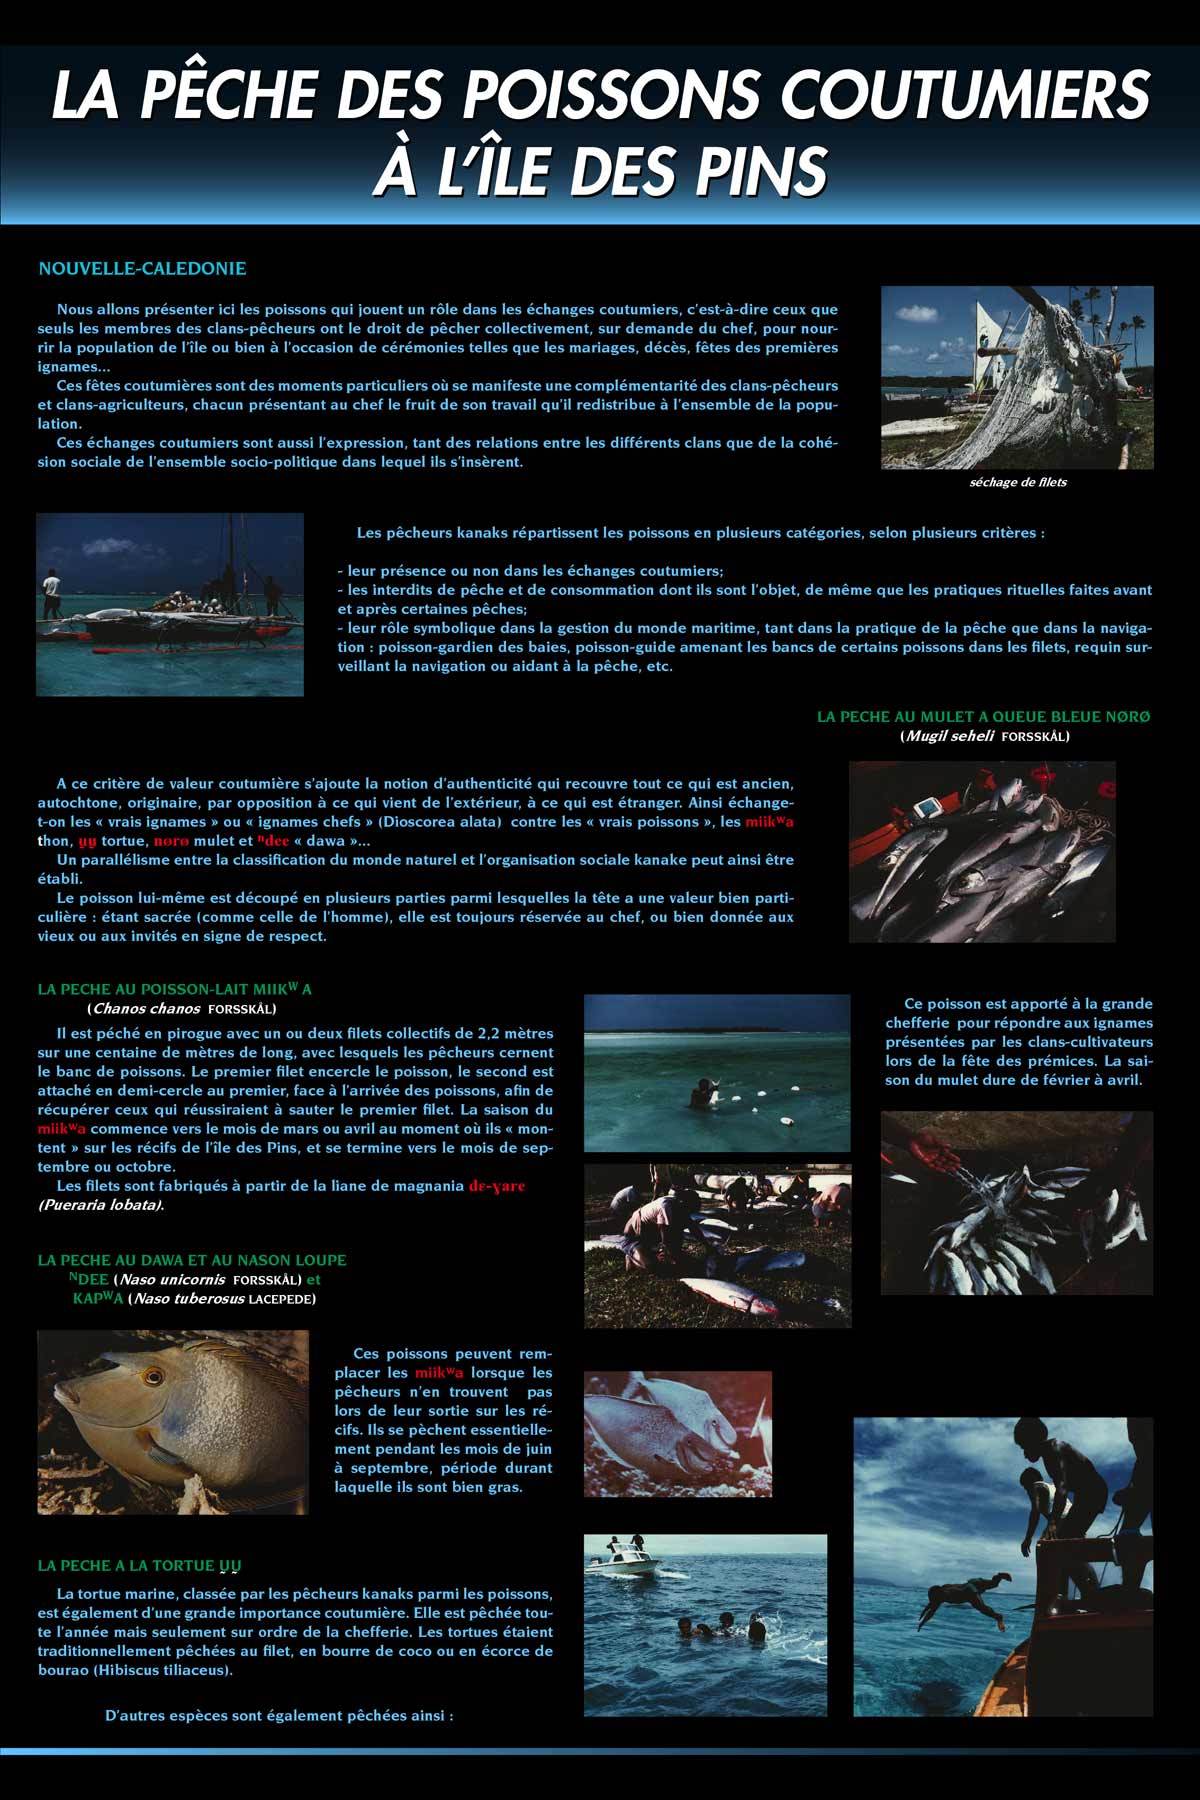 LA PÊCHE DES POISSONS COUTUMIERS
À L'ÎLE DES PINS
NOUVELLE-CALEDONIE
Nous allons présenter ici les poissons qui jouent un rôle dans les échanges coutumiers, c'est-à-dire ceux que
seuls les membres des clans-pêcheurs ont le droit de pêcher collectivement, sur demande du chef, pour nour-
rir la population de l'île ou bien à l'occasion de cérémonies telles que les mariages, décès, fêtes des premières
ignames...
Ces fêtes coutumières sont des moments particuliers où se manifeste une complémentarité des clans-pêcheurs
et clans-agriculteurs, chacun présentant au chef le fruit de son travail qu'il redistribue à l'ensemble de la popu-
lation.
Ces échanges coutumiers sont aussi l'expression, tant des relations entre les différents clans que de la cohé-
sion sociale de l'ensemble socio-politique dans lequel ils s'insèrent.
séchage de filets
Les pêcheurs kanaks répartissent les poissons en plusieurs catégories, selon plusieurs critères :
- leur présence ou non dans les échanges coutumiers;
- les interdits de pêche et de consommation dont ils sont l'objet, de même que les pratiques rituelles faites avant
et après certaines pêches;
- leur rôle symbolique dans la gestion du monde maritime, tant dans la pratique de la pêche que dans la naviga-
tion : poisson-gardien des baies, poisson-guide amenant les bancs de certains poissons dans les filets, requin sur-
veillant la navigation ou aidant à la pêche, etc.
A ce critère de valeur coutumière s'ajoute la notion d'authenticité qui recouvre tout ce qui est ancien,
autochtone, originaire, par opposition à ce qui vient de l'extérieur, à ce qui est étranger. Ainsi échange-
t-on les « vrais ignames » ou « ignames chefs » (Dioscorea alata) contre les « vrais poissons », les miikʷa
thon, ṵṵ tortue, nørø mulet et ⁿdee « dawa »...
Un parallélisme entre la classification du monde naturel et l'organisation sociale kanake peut ainsi être
établi.
Le poisson lui-même est découpé en plusieurs parties parmi lesquelles la tête a une valeur bien parti-
culière : étant sacrée (comme celle de l'homme), elle est toujours réservée au chef, ou bien donnée aux
vieux ou aux invités en signe de respect.
LA PECHE AU MULET A QUEUE BLEUE NØRØ
(Mugil seheli FORSSKÅL)
Ce poisson est apporté à la grande
chefferie pour répondre aux ignames
présentées par les clans-cultivateurs
lors de la fête des prémices. La sai-
son du mulet dure de février à avril.
LA PECHE AU POISSON-LAIT MIIKᵂ A
(Chanos chanos FORSSKÅL)
Il est péché en pirogue avec un ou deux filets collectifs de 2,2 mètres
sur une centaine de mètres de long, avec lesquels les pêcheurs cernent
le banc de poissons. Le premier filet encercle le poisson, le second est
attaché en demi-cercle au premier, face à l'arrivée des poissons, afin de
récupérer ceux qui réussiraient à sauter le premier filet. La saison du
miikʷa commence vers le mois de mars ou avril au moment où ils « mon-
tent » sur les récifs de l'île des Pins, et se termine vers le mois de sep-
tembre ou octobre.
Les filets sont fabriqués à partir de la liane de magnania dɛ-ɣare
(Pueraria lobata).
LA PECHE AU DAWA ET AU NASON LOUPE
ᴺDEE (Naso unicornis FORSSKÅL) et
KAPᵂA (Naso tuberosus LACEPEDE)
Ces poissons peuvent rem-
placer les miikʷa lorsque les
pêcheurs n'en trouvent pas
lors de leur sortie sur les ré-
cifs. Ils se pèchent essentielle-
ment pendant les mois de juin
à septembre, période durant
laquelle ils sont bien gras.
LA PECHE A LA TORTUE ṴṴ
La tortue marine, classée par les pêcheurs kanaks parmi les poissons,
est également d'une grande importance coutumière. Elle est pêchée tou-
te l'année mais seulement sur ordre de la chefferie. Les tortues étaient
traditionnellement pêchées au filet, en bourre de coco ou en écorce de
bourao (Hibiscus tiliaceus).
D'autres espèces sont également pêchées ainsi :